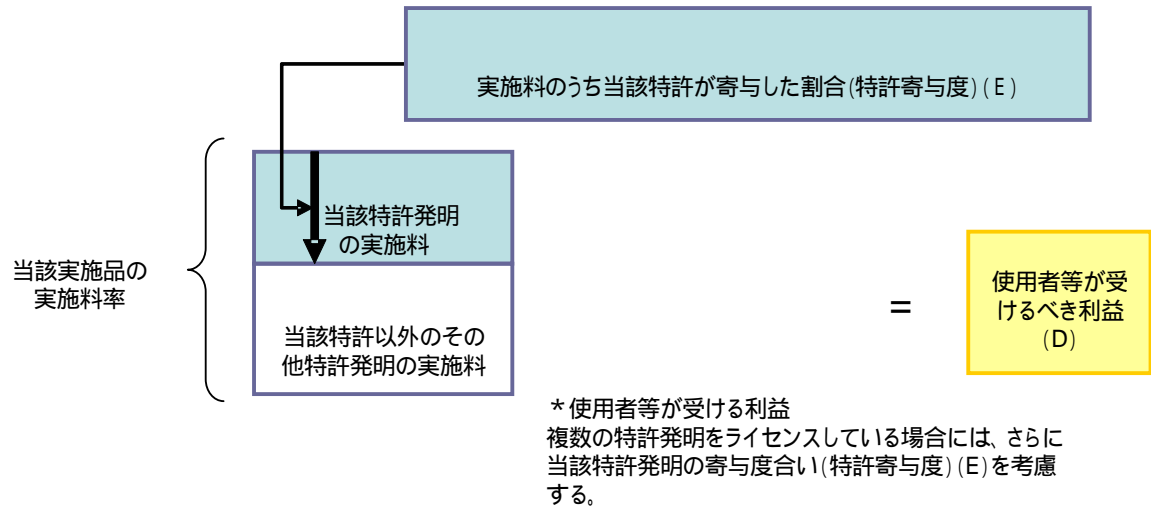 実施料のうち当該特許が寄与した割合(特許寄与度)(E)
当該特許発明
の実施料
当該実施品の
実施料率
当該特許以外のその
他特許発明の実施料
=
使用者等が受
けるべき利益
(D)
*使用者等が受ける利益
複数の特許発明をライセンスしている場合には、さらに
当該特許発明の寄与度合い(特許寄与度)(E)を考慮
する。